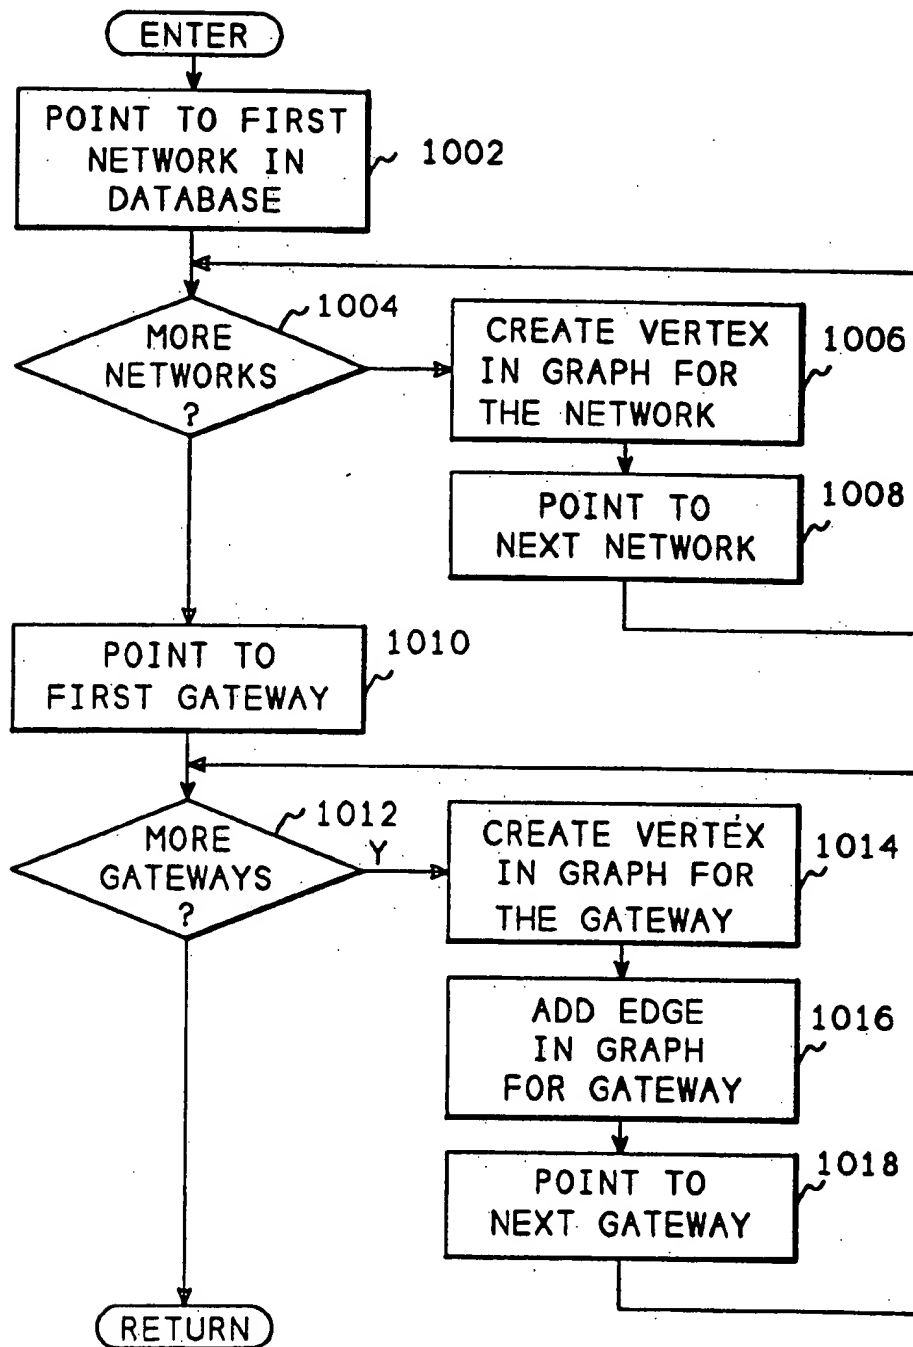 ENTER
POINT TO FIRST
NETWORK IN
DATABASE
1002
MORE
NETWORKS
?
1004
CREATE VERTEX
IN GRAPH FOR
THE NETWORK
1006
POINT TO
NEXT NETWORK
1008
POINT TO
FIRST GATEWAY
1010
MORE
GATEWAYS
?
1012
Y
CREATE VERTEX
IN GRAPH FOR
THE GATEWAY
1014
ADD EDGE
IN GRAPH
FOR GATEWAY
1016
POINT TO
NEXT GATEWAY
1018
RETURN